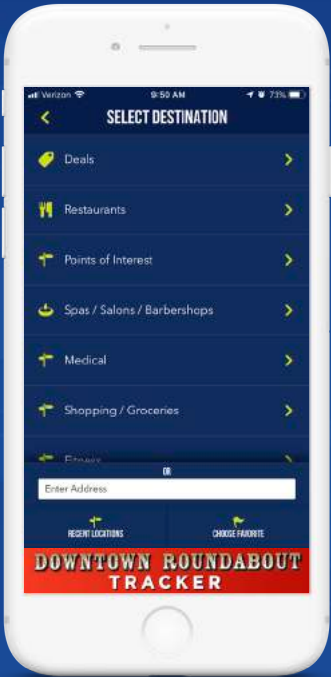 Verizon 9:50 AM 73%
SELECT DESTINATION
Deals
Restaurants
Points of Interest
Spas / Salons / Barbershops
Medical
Shopping / Groceries
Fitness
OR
Enter Address
RECENT LOCATIONS CHOOSE FAVORITE
DOWNTOWN ROUNDABOUT
TRACKER